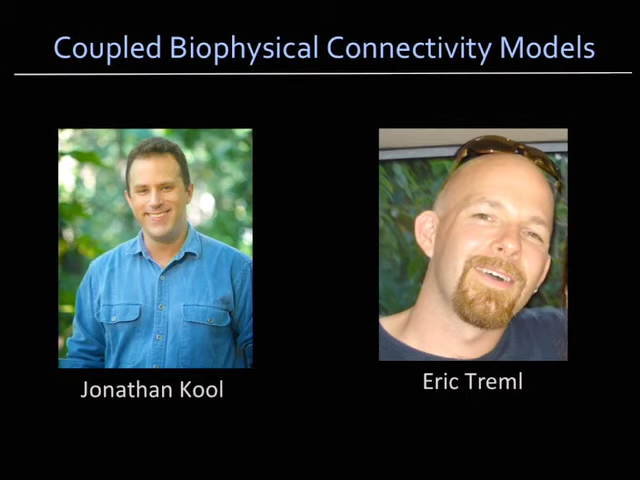 Coupled Biophysical Connectivity Models
Jonathan Kool
Eric Treml